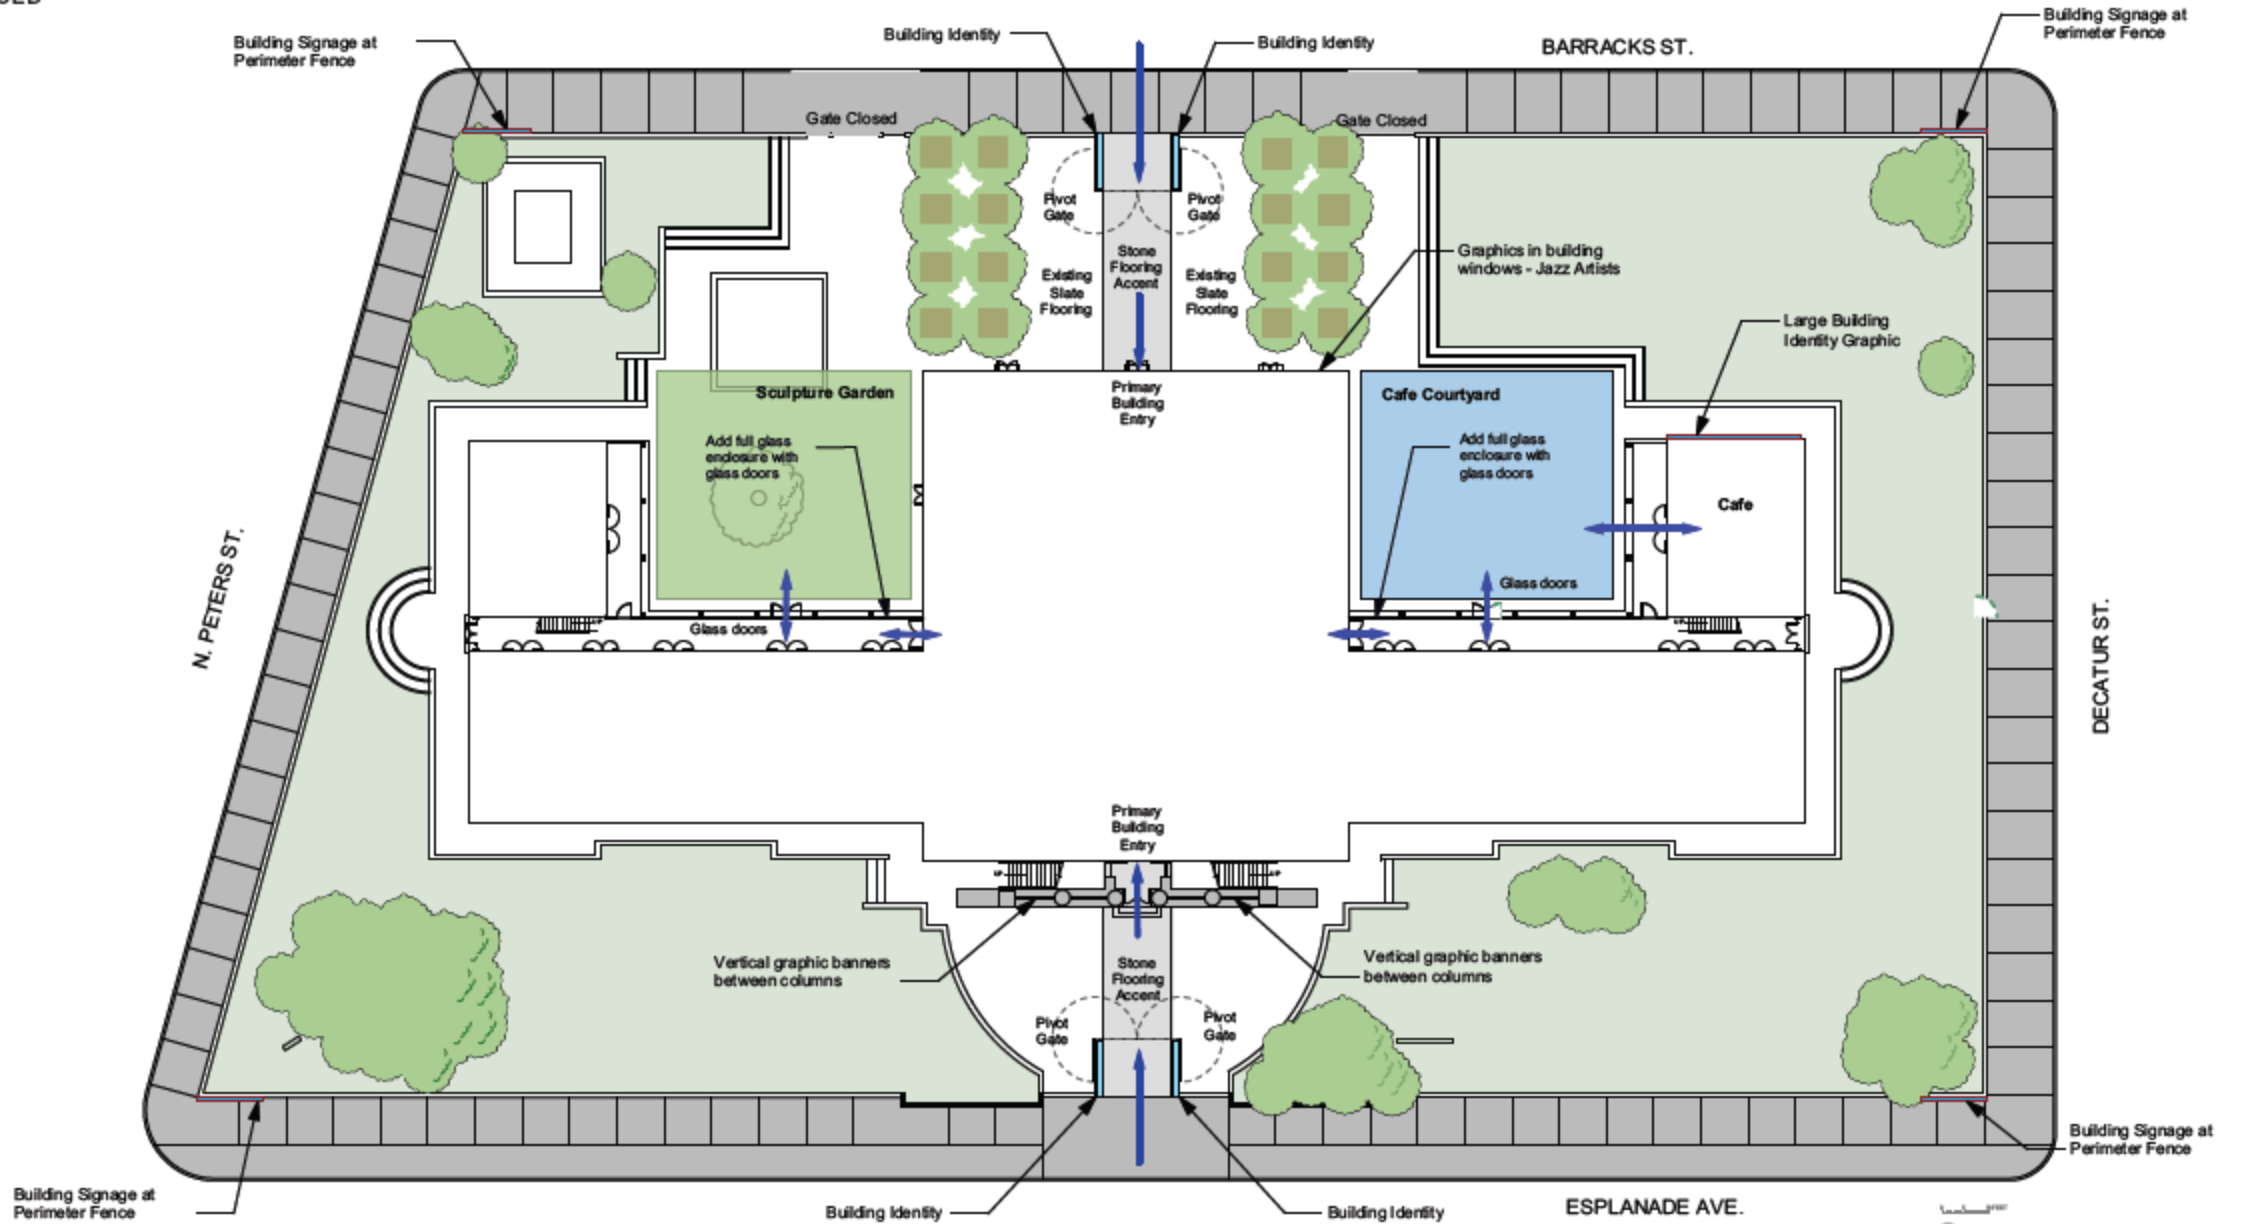 Building Signage at
Perimeter Fence
Building Identity
Building Identity
BARRACKS ST.
Building Signage at
Perimeter Fence
Gate Closed
Gate Closed
Pivot
Gate
Pivot
Gate
Stone
Flooring
Accent
Existing
Slate
Flooring
Existing
Slate
Flooring
Graphics in building
windows - Jazz Artists
Large Building
Identity Graphic
Sculpture Garden
Primary
Building
Entry
Cafe Courtyard
Add full glass
enclosure with
glass doors
Add full glass
enclosure with
glass doors
Cafe
Glass doors
Glass doors
N. PETERS ST.
DECATUR ST.
Primary
Building
Entry
UP
UP
Vertical graphic banners
between columns
Stone
Flooring
Accent
Vertical graphic banners
between columns
Pivot
Gate
Pivot
Gate
Building Signage at
Perimeter Fence
Building Signage at
Perimeter Fence
Building Identity
Building Identity
ESPLANADE AVE.